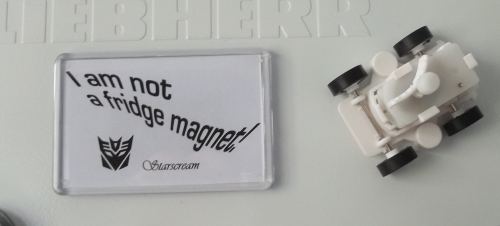 LIEBHERR
I am not
a fridge magnet!
Starscream